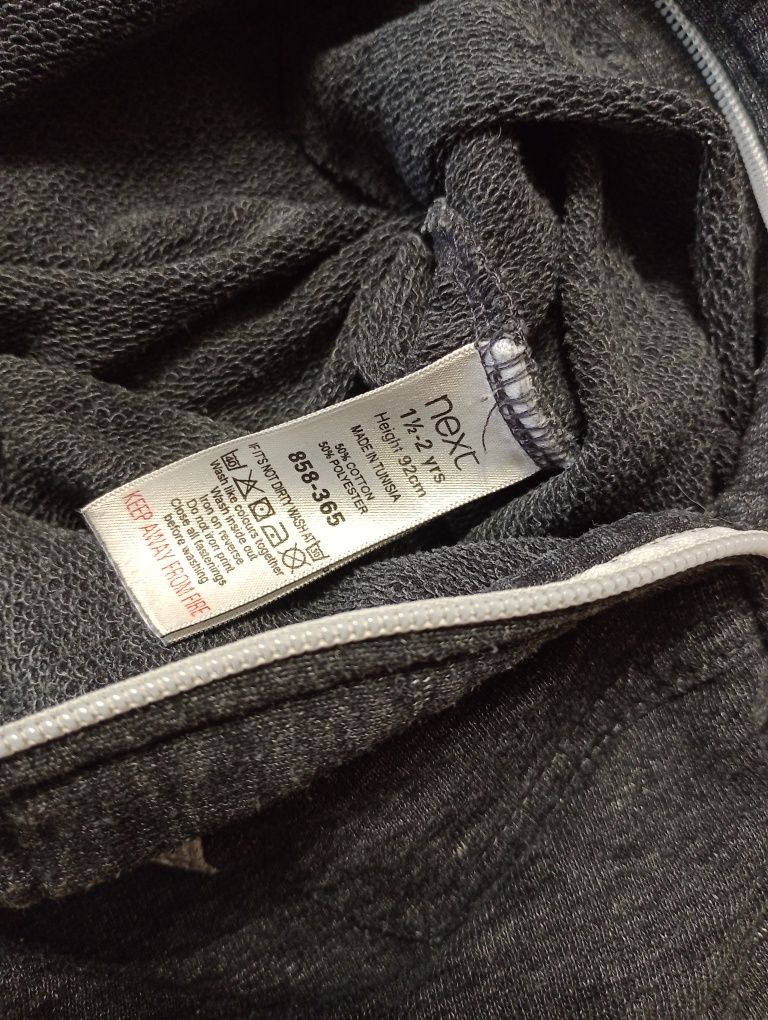 next
1½-2 yrs
Height 92cm
MADE IN TUNISIA
50% COTTON
50% POLYESTER
858-365
IF IT'S NOT DIRTY WASH AT 30°
40
Wash like colours together
Wash inside out
Iron on reverse
Do not iron print
Close all fastenings
before washing
KEEP AWAY FROM FIRE